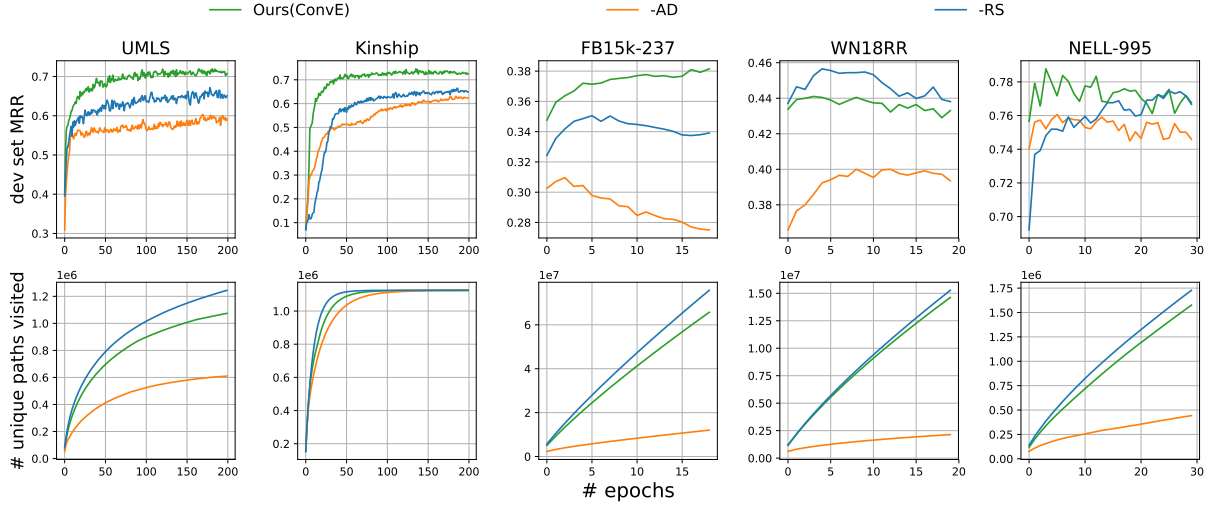 Ours(ConvE) -AD -RS
UMLS Kinship FB15k-237 WN18RR NELL-995
dev set MRR
0.7
0.6
0.5
0.4
0.3
0 50 100 150 200
0.7
0.6
0.5
0.4
0.3
0.2
0.1
0 50 100 150 200
0.38
0.36
0.34
0.32
0.30
0.28
0 5 10 15
0.46
0.44
0.42
0.40
0.38
0 5 10 15 20
0.78
0.76
0.74
0.72
0.70
0 10 20 30
# unique paths visited
1e6
1.2
1.0
0.8
0.6
0.4
0.2
0.0
0 50 100 150 200
1e6
1.0
0.8
0.6
0.4
0.2
0 50 100 150 200
1e7
6
4
2
0
0 5 10 15
1e7
1.50
1.25
1.00
0.75
0.50
0.25
0.00
0 5 10 15 20
1e6
1.75
1.50
1.25
1.00
0.75
0.50
0.25
0.00
0 10 20 30
# epochs